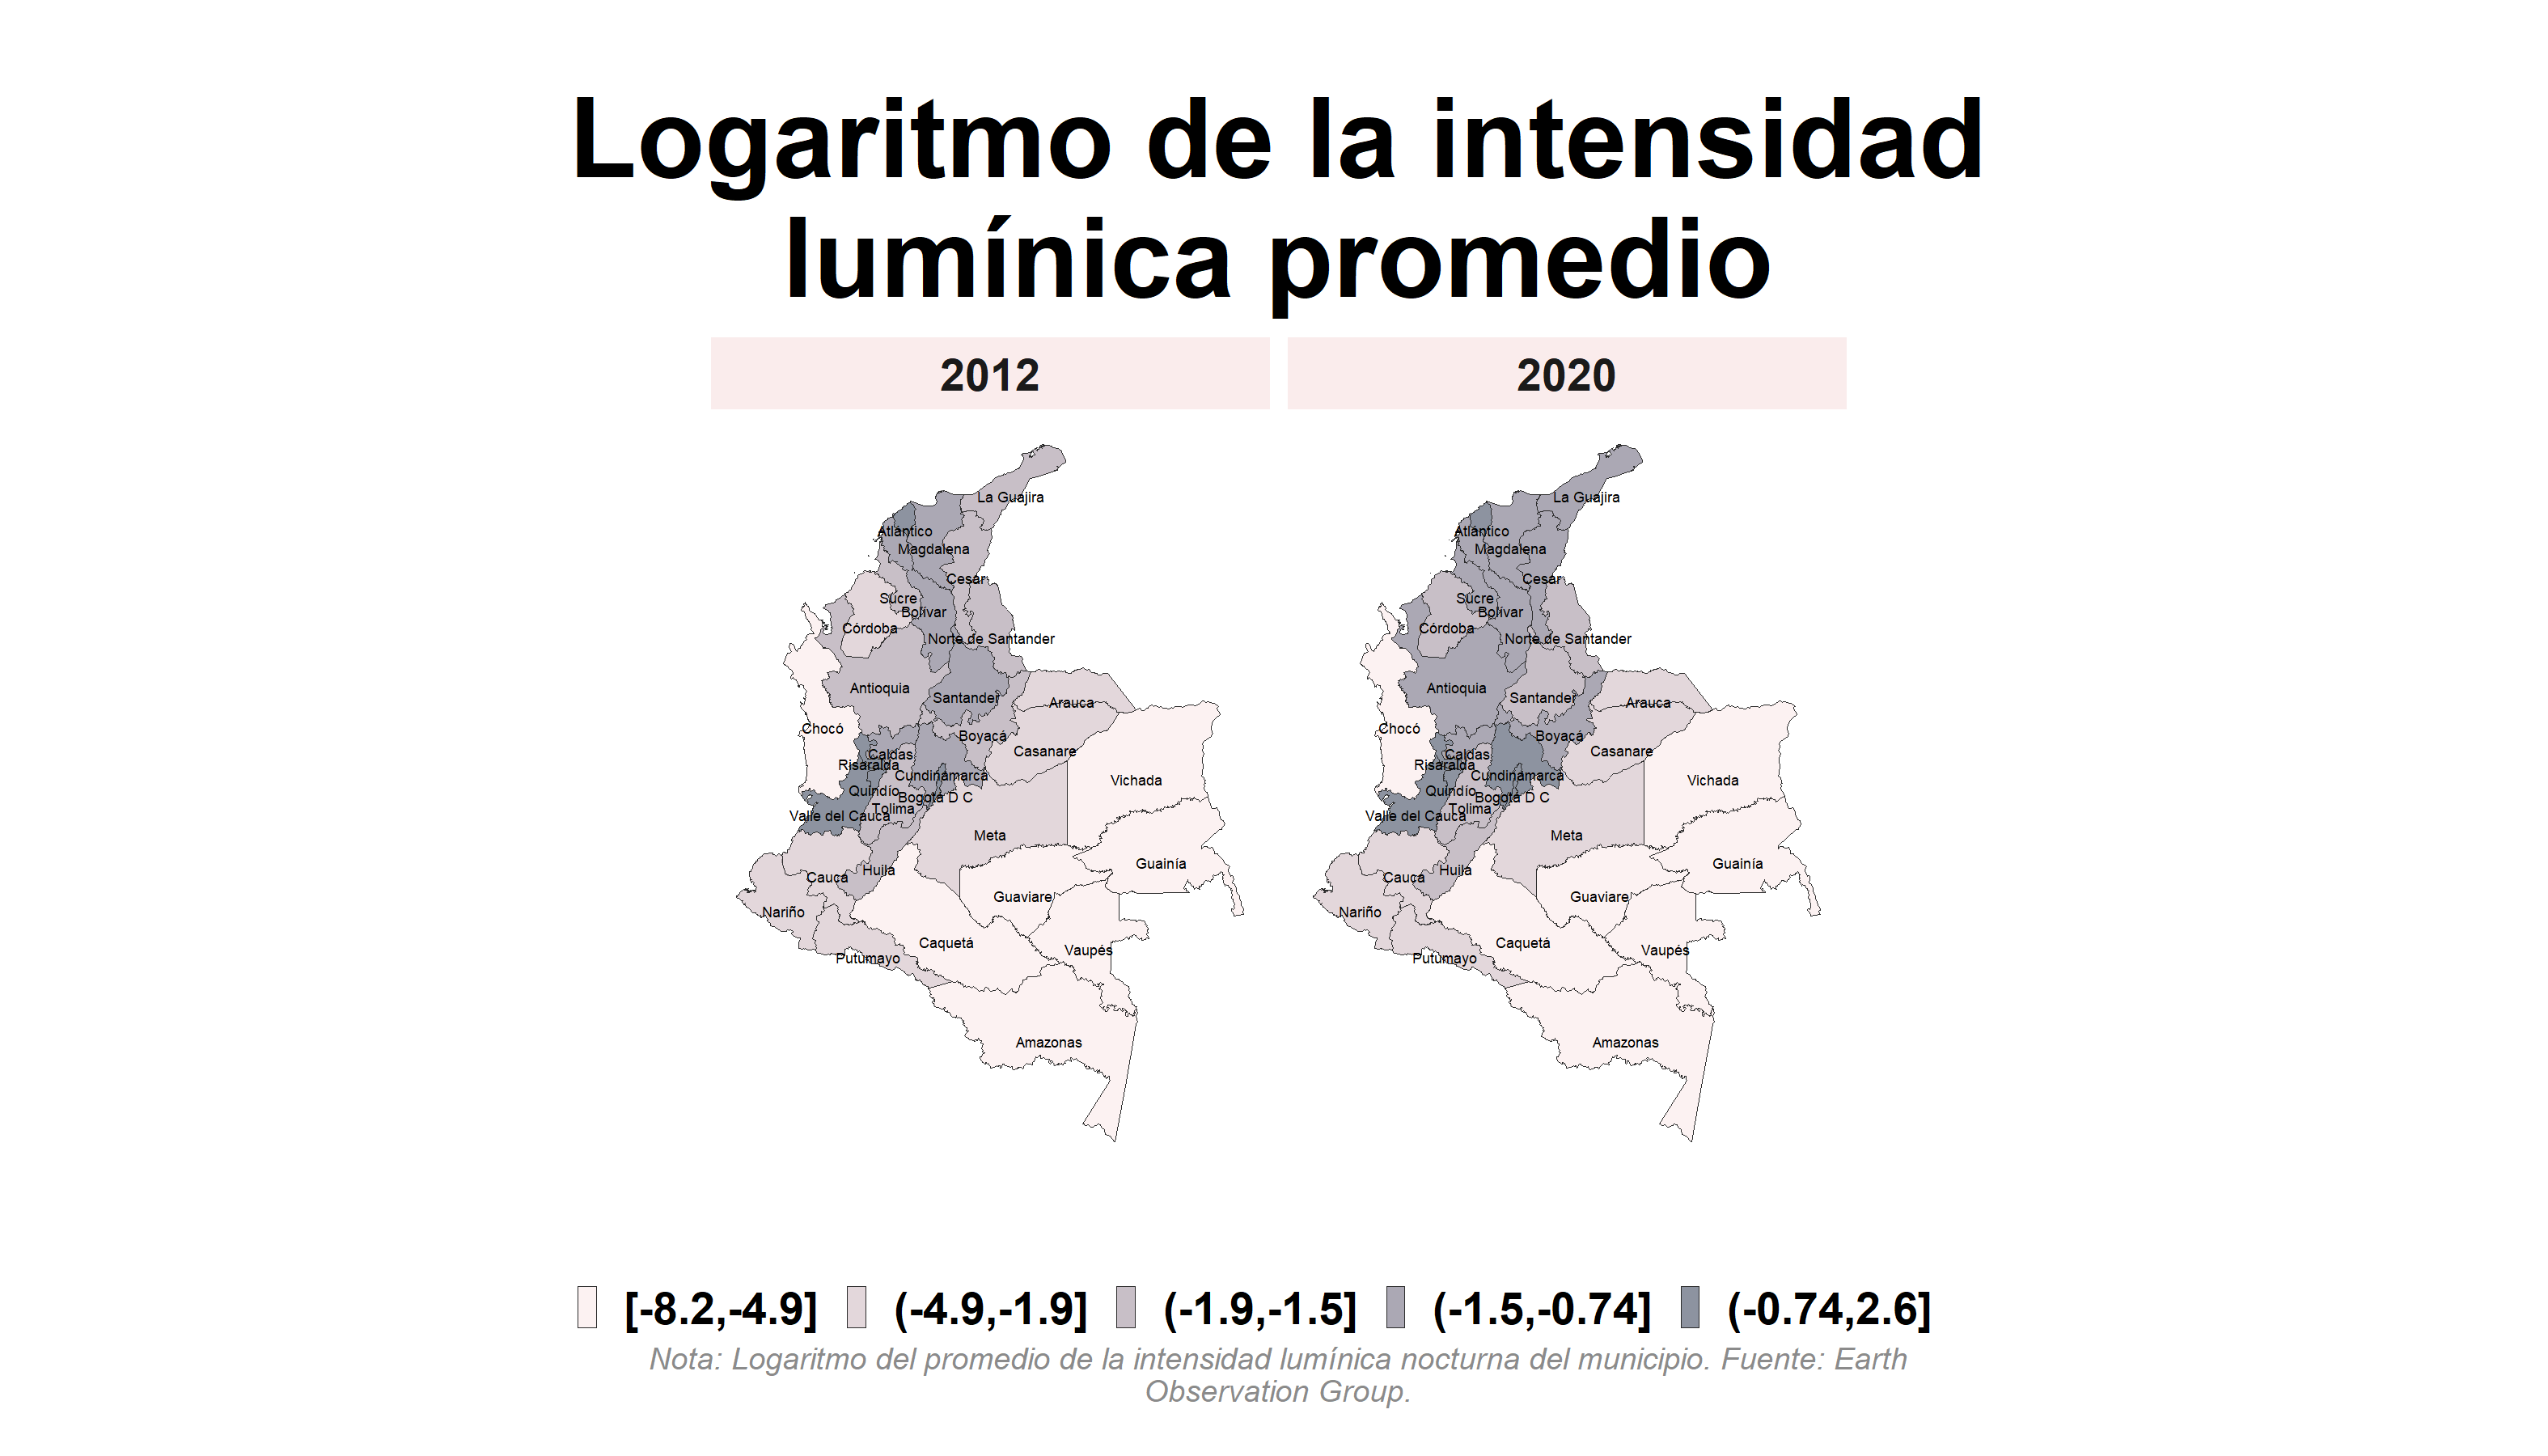 Logaritmo de la intensidad
lumínica promedio
2012
2020
La Guajira
Atlántico
Magdalena
Cesar
Sucre
Bolívar
Córdoba
Norte de Santander
Antioquia
Santander
Arauca
Chocó
Boyacá
Casanare
Caldas
Risaralda
Cundinamarca
Vichada
Quindío
Bogotá D C
Tolima
Valle del Cauca
Meta
Guainía
Huila
Cauca
Guaviare
Nariño
Caquetá
Vaupés
Putumayo
Amazonas
La Guajira
Atlántico
Magdalena
Cesar
Sucre
Bolívar
Córdoba
Norte de Santander
Antioquia
Santander
Arauca
Chocó
Boyacá
Casanare
Caldas
Risaralda
Cundinamarca
Vichada
Quindío
Bogotá D C
Tolima
Valle del Cauca
Meta
Guainía
Huila
Cauca
Guaviare
Nariño
Caquetá
Vaupés
Putumayo
Amazonas
[-8.2,-4.9] (-4.9,-1.9] (-1.9,-1.5] (-1.5,-0.74] (-0.74,2.6]
Nota: Logaritmo del promedio de la intensidad lumínica nocturna del municipio. Fuente: Earth
Observation Group.